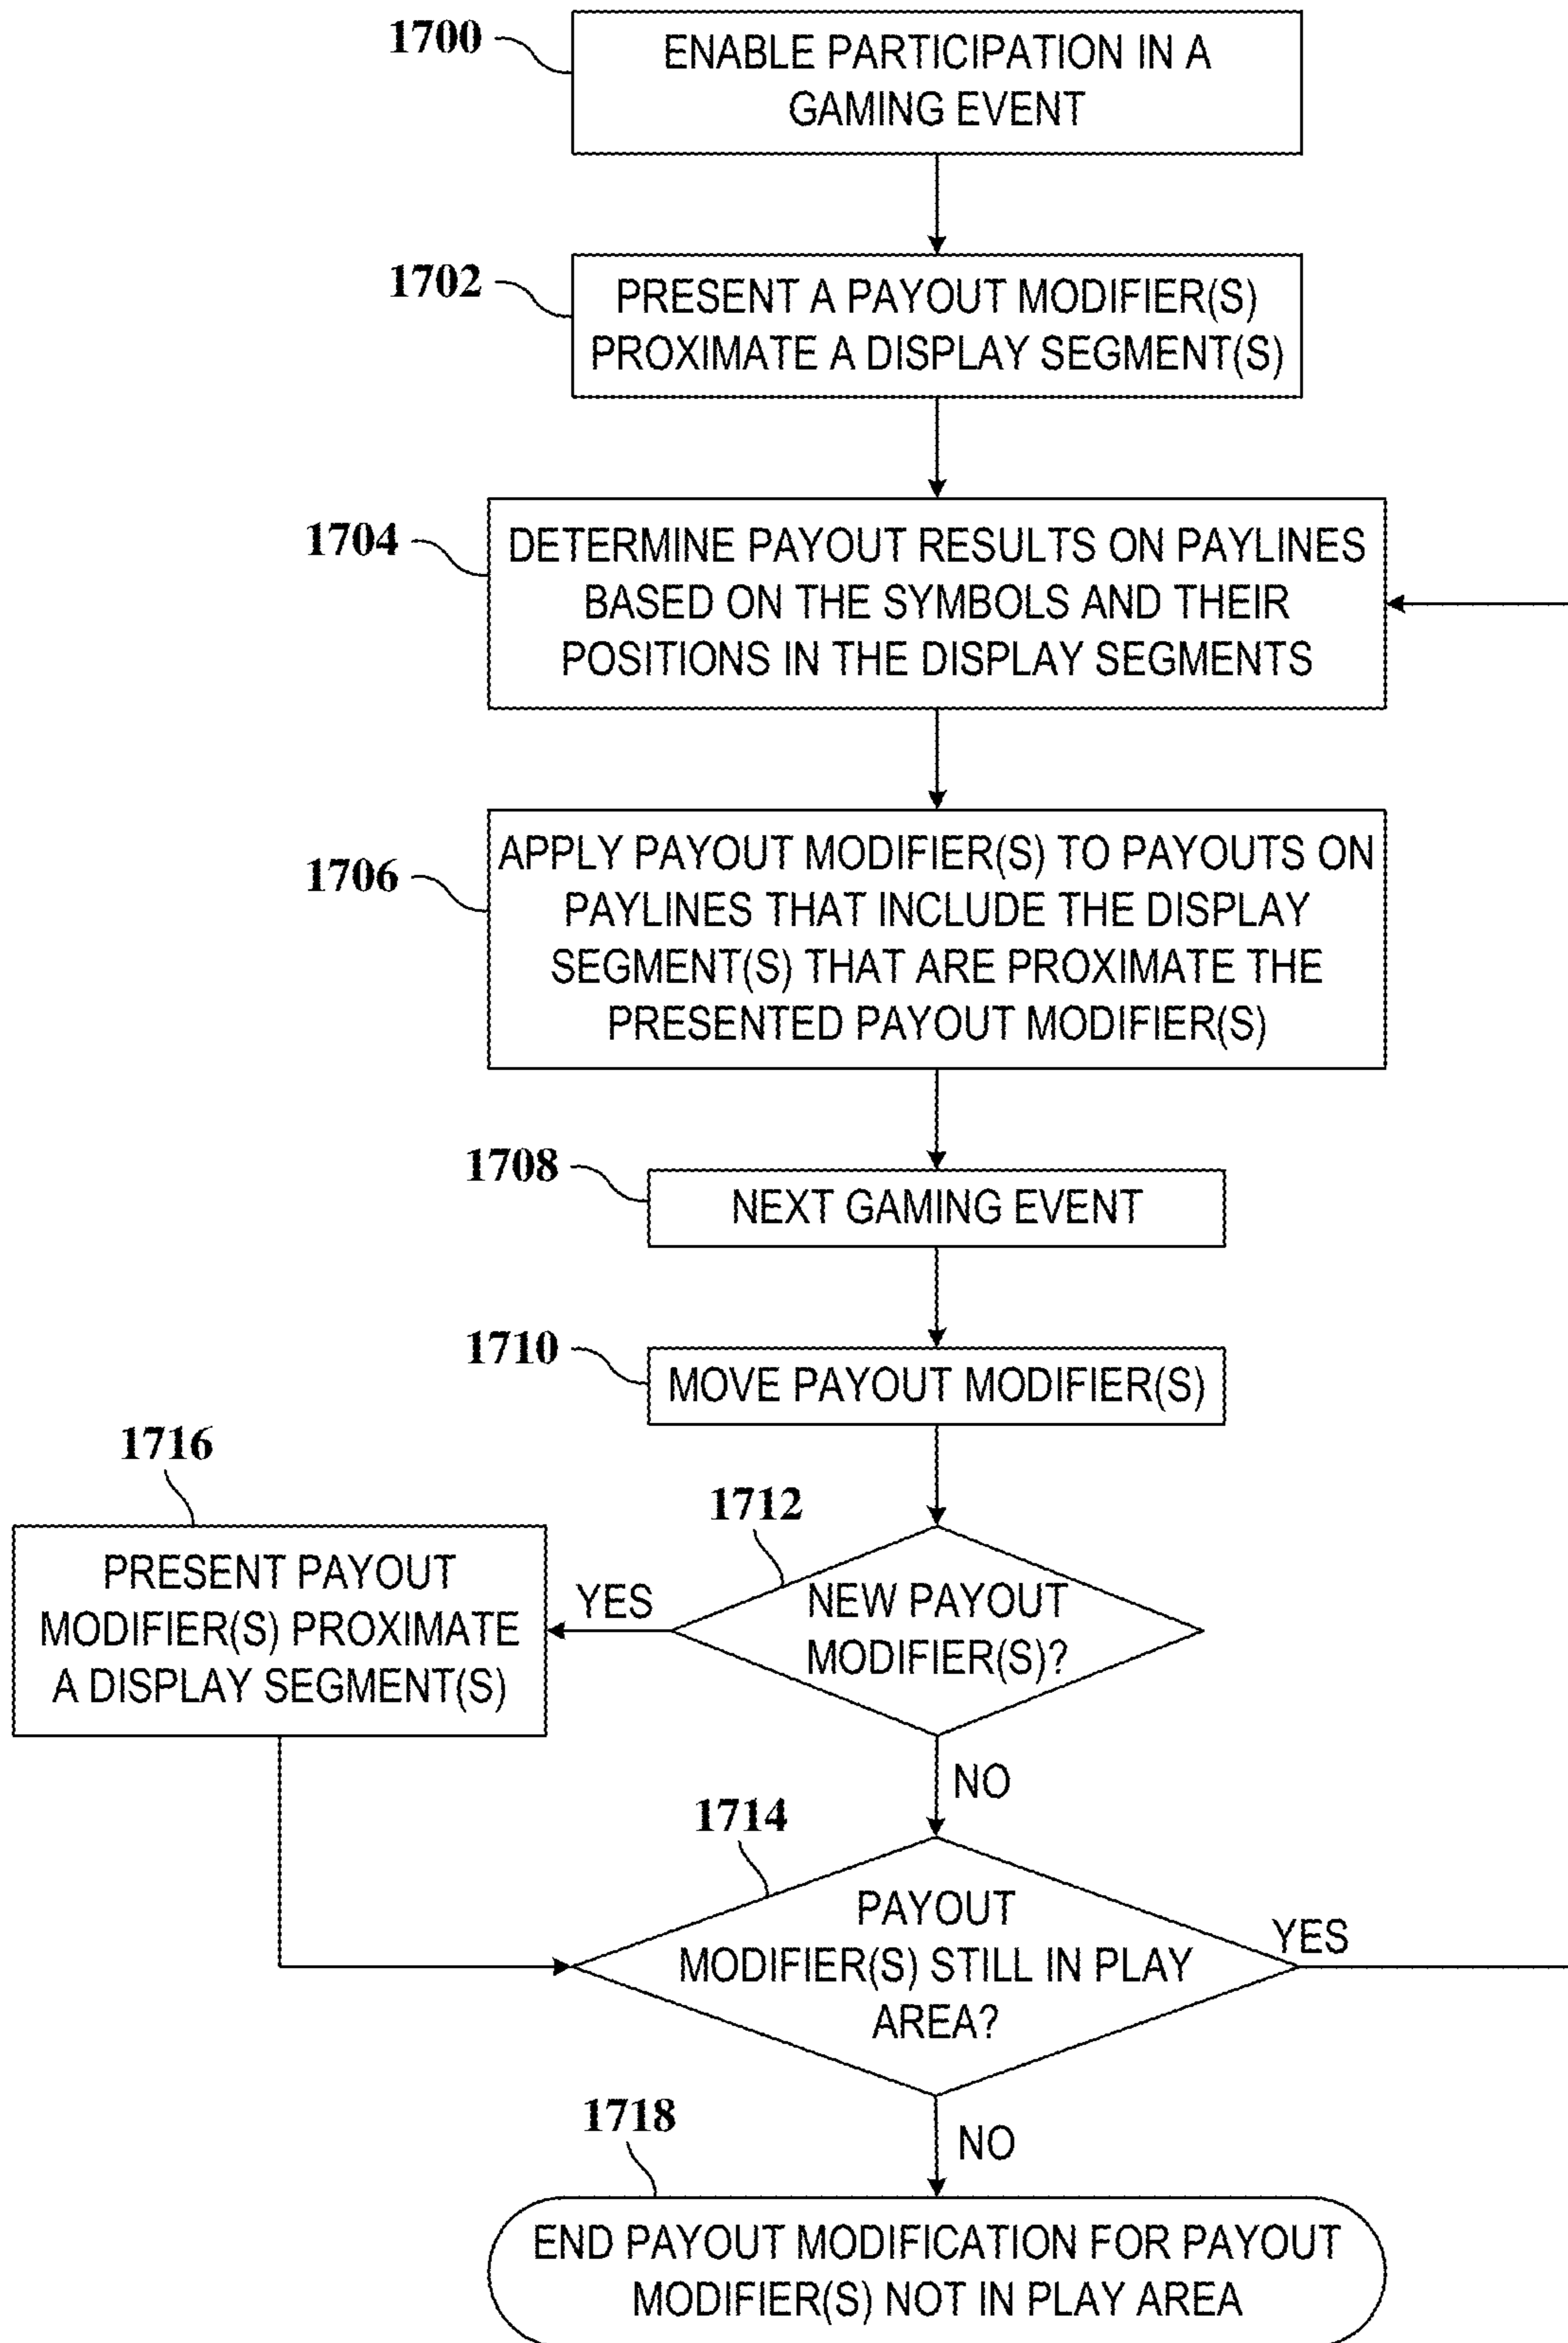 1700
ENABLE PARTICIPATION IN A
GAMING EVENT
1702
PRESENT A PAYOUT MODIFIER(S)
PROXIMATE A DISPLAY SEGMENT(S)
1704
DETERMINE PAYOUT RESULTS ON PAYLINES
BASED ON THE SYMBOLS AND THEIR
POSITIONS IN THE DISPLAY SEGMENTS
1706
APPLY PAYOUT MODIFIER(S) TO PAYOUTS ON
PAYLINES THAT INCLUDE THE DISPLAY
SEGMENT(S) THAT ARE PROXIMATE THE
PRESENTED PAYOUT MODIFIER(S)
1708
NEXT GAMING EVENT
1710
MOVE PAYOUT MODIFIER(S)
1712
NEW PAYOUT
MODIFIER(S)?
YES
1716
PRESENT PAYOUT
MODIFIER(S) PROXIMATE
A DISPLAY SEGMENT(S)
NO
1714
PAYOUT
MODIFIER(S) STILL IN PLAY
AREA?
YES
NO
1718
END PAYOUT MODIFICATION FOR PAYOUT
MODIFIER(S) NOT IN PLAY AREA